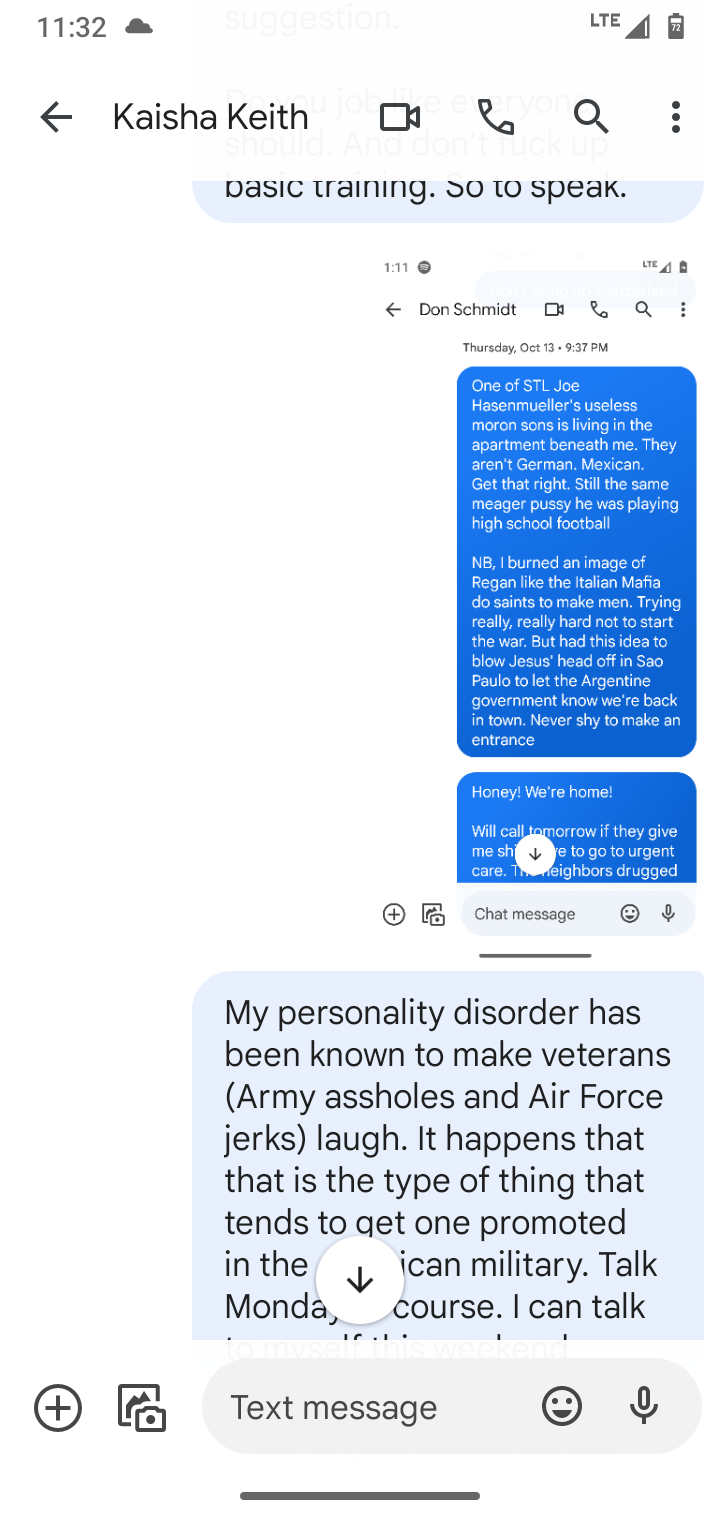 11:32
LTE
72
suggestion.
Do you job like everyone
should. And don't fuck up
Kaisha Keith
basic training. So to speak.
1:11
LTE
Don't bring up Switzerland
Don Schmidt
Thursday, Oct 13 • 9:37 PM
One of STL Joe
Hasenmueller's useless
moron sons is living in the
apartment beneath me. They
aren't German. Mexican.
Get that right. Still the same
meager pussy he was playing
high school football
NB, I burned an image of
Regan like the Italian Mafia
do saints to make men. Trying
really, really hard not to start
the war. But had this idea to
blow Jesus' head off in Sao
Paulo to let the Argentine
government know we're back
in town. Never shy to make an
entrance
Honey! We're home!
Will call tomorrow if they give
me to go to urgent
care. neighbors drugged
Chat message
My personality disorder has
been known to make veterans
(Army assholes and Air Force
jerks) laugh. It happens that
that is the type of thing that
tends to get one promoted
in the military. Talk
course. I can talk
to myself this weekend
Text message